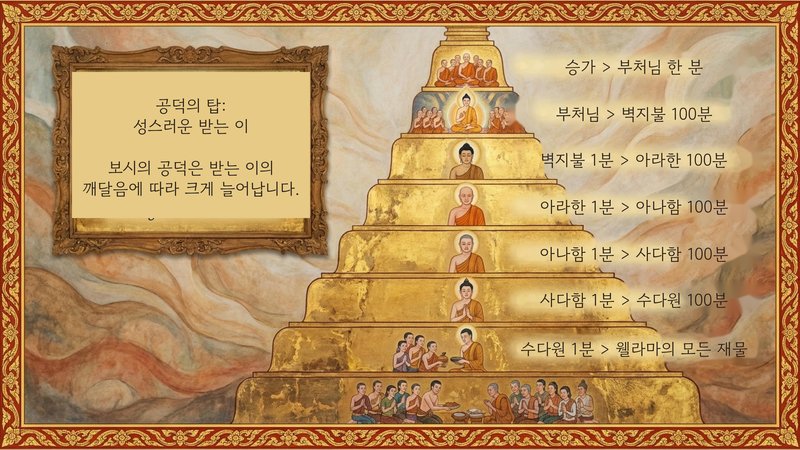 공덕의 탑:
성스러운 받는 이
보시의 공덕은 받는 이의
깨달음에 따라 크게 늘어납니다.
승가 > 부처님 한 분
부처님 > 벽지불 100분
벽지불 1분 > 아라한 100분
아라한 1분 > 아나함 100분
아나함 1분 > 사다함 100분
사다함 1분 > 수다원 100분
수다원 1분 > 웰라마의 모든 재물